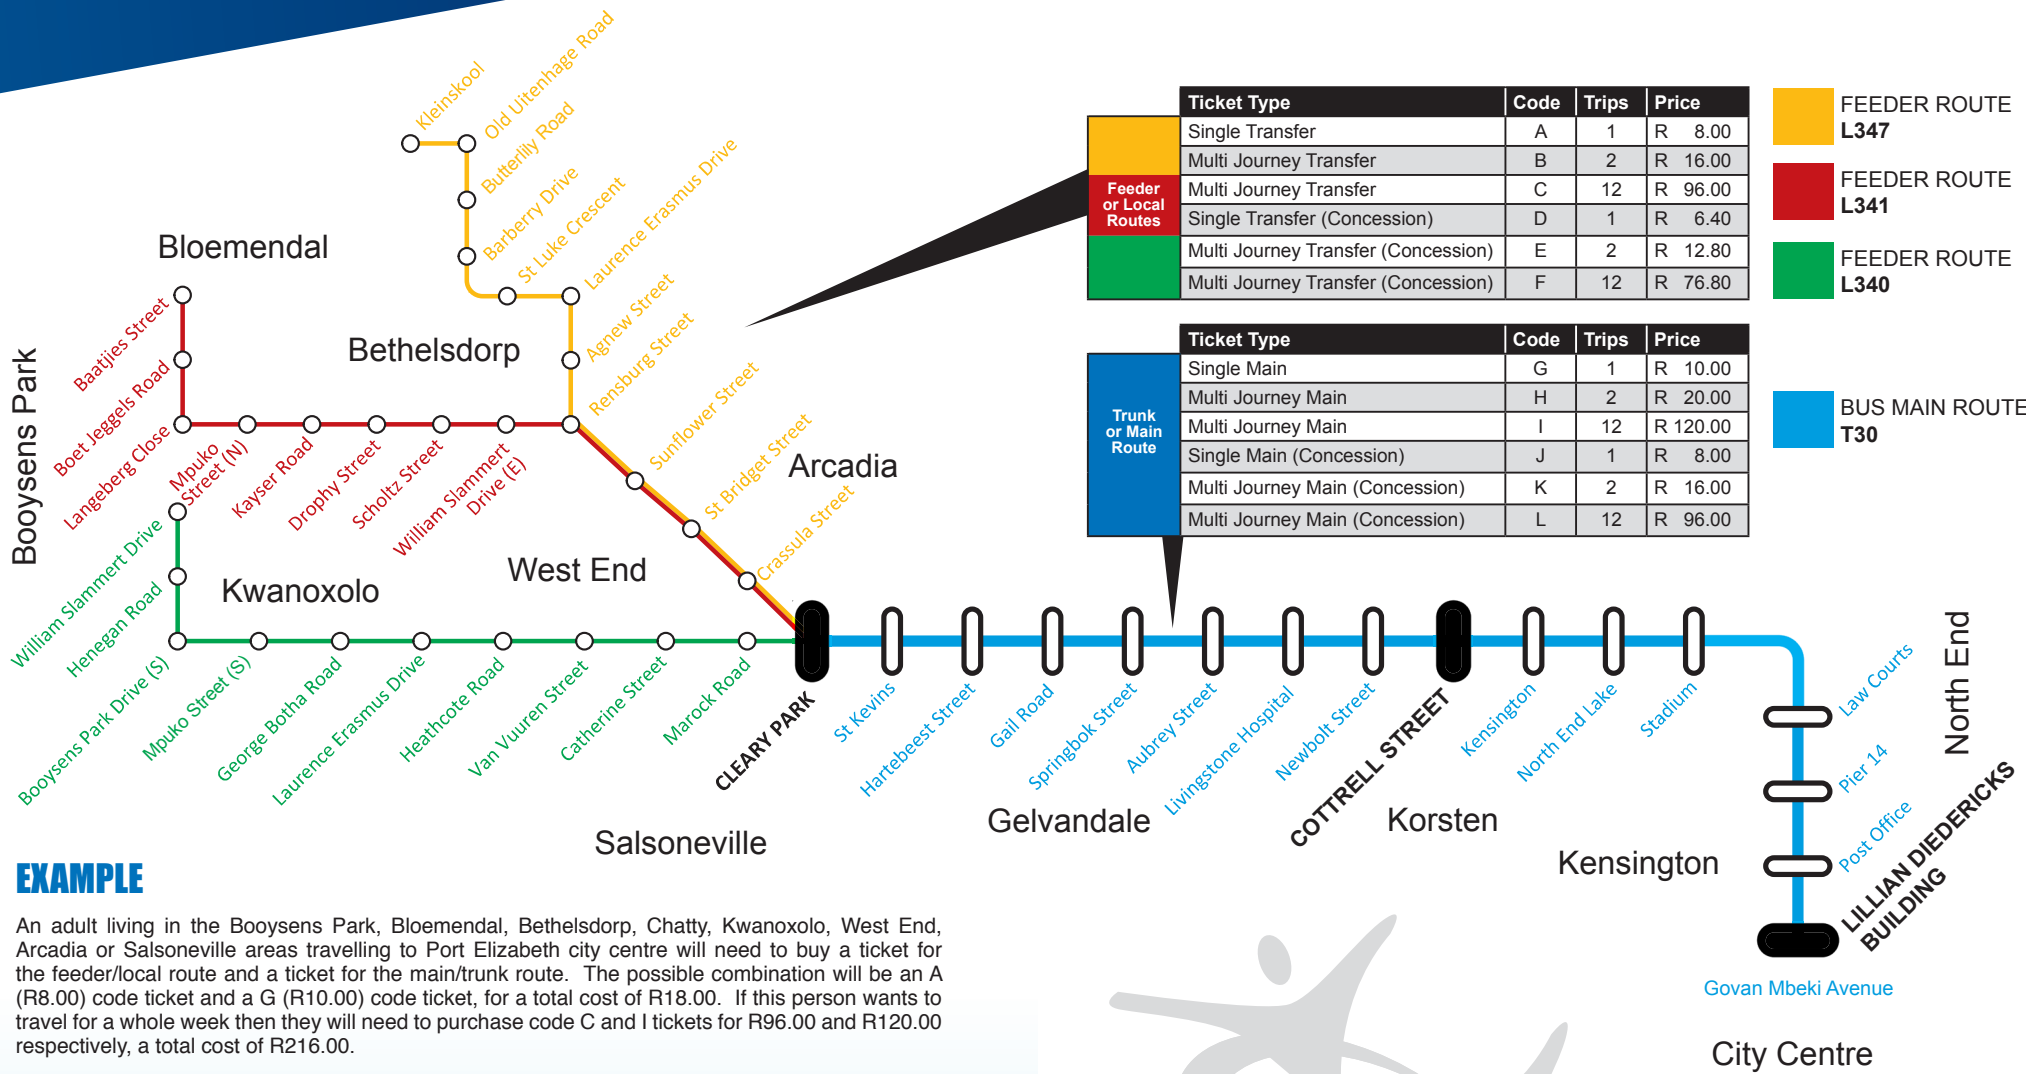 Kleinskool
Old Uitenhage Road
Butterlily Road
Barberry Drive
St Luke Crescent
Laurence Erasmus Drive
Agnew Street
Rensburg Street
Sunflower Street
St Bridget Street
Crassula Street
Bloemendal
Bethelsdorp
Booysens Park
Arcadia
West End
Kwanoxolo
Baatjies Street
Boet Jeggels Road
Langeberg Close
Mpuko
Street (N)
Kayser Road
Drophy Street
Scholtz Street
William Slammert
Drive (E)
William Slammert Drive
Henegan Road
Booysens Park Drive (S)
Mpuko Street (S)
George Botha Road
Laurence Erasmus Drive
Heathcote Road
Van Vuuren Street
Catherine Street
Marock Road
CLEARY PARK
St Kevins
Hartebeest Street
Gail Road
Springbok Street
Aubrey Street
Livingstone Hospital
Newbolt Street
COTTRELL STREET
Kensington
North End Lake
Stadium
Law Courts
Pier 14
Post Office
LILLIAN DIEDERICKS
BUILDING
Govan Mbeki Avenue
North End
Salsoneville
Gelvandale
Korsten
Kensington
City Centre
Ticket Type Code Trips Price
Feeder
or Local
Routes
Single Transfer A 1 R 8.00
Multi Journey Transfer B 2 R 16.00
Multi Journey Transfer C 12 R 96.00
Single Transfer (Concession) D 1 R 6.40
Multi Journey Transfer (Concession) E 2 R 12.80
Multi Journey Transfer (Concession) F 12 R 76.80
Ticket Type Code Trips Price
Trunk
or Main
Route
Single Main G 1 R 10.00
Multi Journey Main H 2 R 20.00
Multi Journey Main I 12 R 120.00
Single Main (Concession) J 1 R 8.00
Multi Journey Main (Concession) K 2 R 16.00
Multi Journey Main (Concession) L 12 R 96.00
FEEDER ROUTE
L347
FEEDER ROUTE
L341
FEEDER ROUTE
L340
BUS MAIN ROUTE
T30
EXAMPLE
An adult living in the Booysens Park, Bloemendal, Bethelsdorp, Chatty, Kwanoxolo, West End,
Arcadia or Salsoneville areas travelling to Port Elizabeth city centre will need to buy a ticket for
the feeder/local route and a ticket for the main/trunk route. The possible combination will be an A
(R8.00) code ticket and a G (R10.00) code ticket, for a total cost of R18.00. If this person wants to
travel for a whole week then they will need to purchase code C and I tickets for R96.00 and R120.00
respectively, a total cost of R216.00.